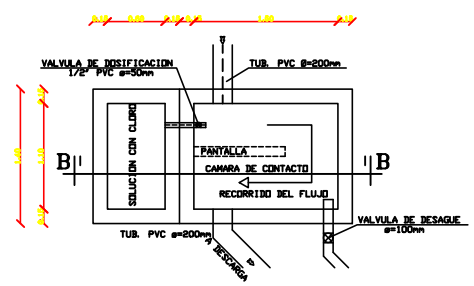 VALVULA DE DOSIFICACION
1/2" PVC ø=50mm
TUB. PVC Ø=200mm
SOLUCION CON CLORO
PANTALLA
CAMARA DE CONTACTO
B
B
RECORRIDO DEL FLUJO
TUB. PVC ø=200mm
A DESCARGA
VALVULA DE DESAGUE
ø=100mm